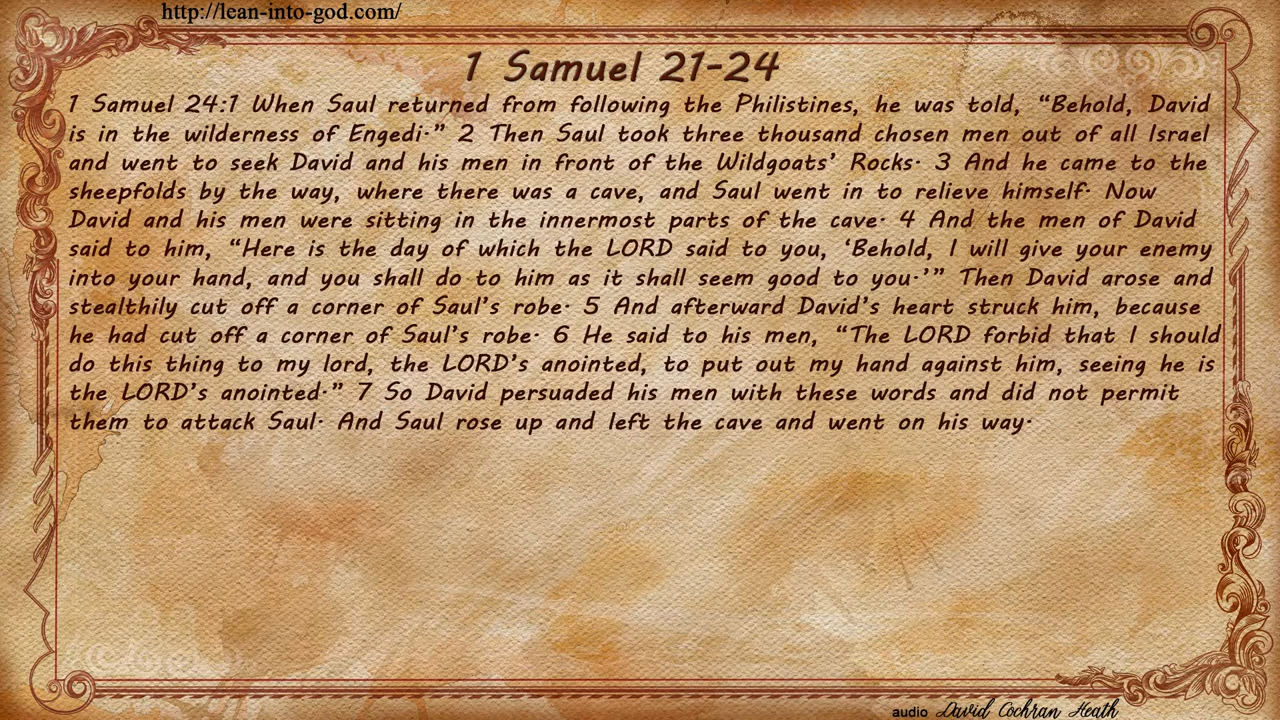 http://lean-into-god.com/
1 Samuel 21-24
1 Samuel 24:1 When Saul returned from following the Philistines, he was told, “Behold, David
is in the wilderness of Engedi.” 2 Then Saul took three thousand chosen men out of all Israel
and went to seek David and his men in front of the Wildgoats’ Rocks. 3 And he came to the
sheepfolds by the way, where there was a cave, and Saul went in to relieve himself. Now
David and his men were sitting in the innermost parts of the cave. 4 And the men of David
said to him, “Here is the day of which the LORD said to you, ‘Behold, I will give your enemy
into your hand, and you shall do to him as it shall seem good to you.’” Then David arose and
stealthily cut off a corner of Saul’s robe. 5 And afterward David’s heart struck him, because
he had cut off a corner of Saul’s robe. 6 He said to his men, “The LORD forbid that I should
do this thing to my lord, the LORD’s anointed, to put out my hand against him, seeing he is
the LORD’s anointed.” 7 So David persuaded his men with these words and did not permit
them to attack Saul. And Saul rose up and left the cave and went on his way.
audio David Cochran Heath